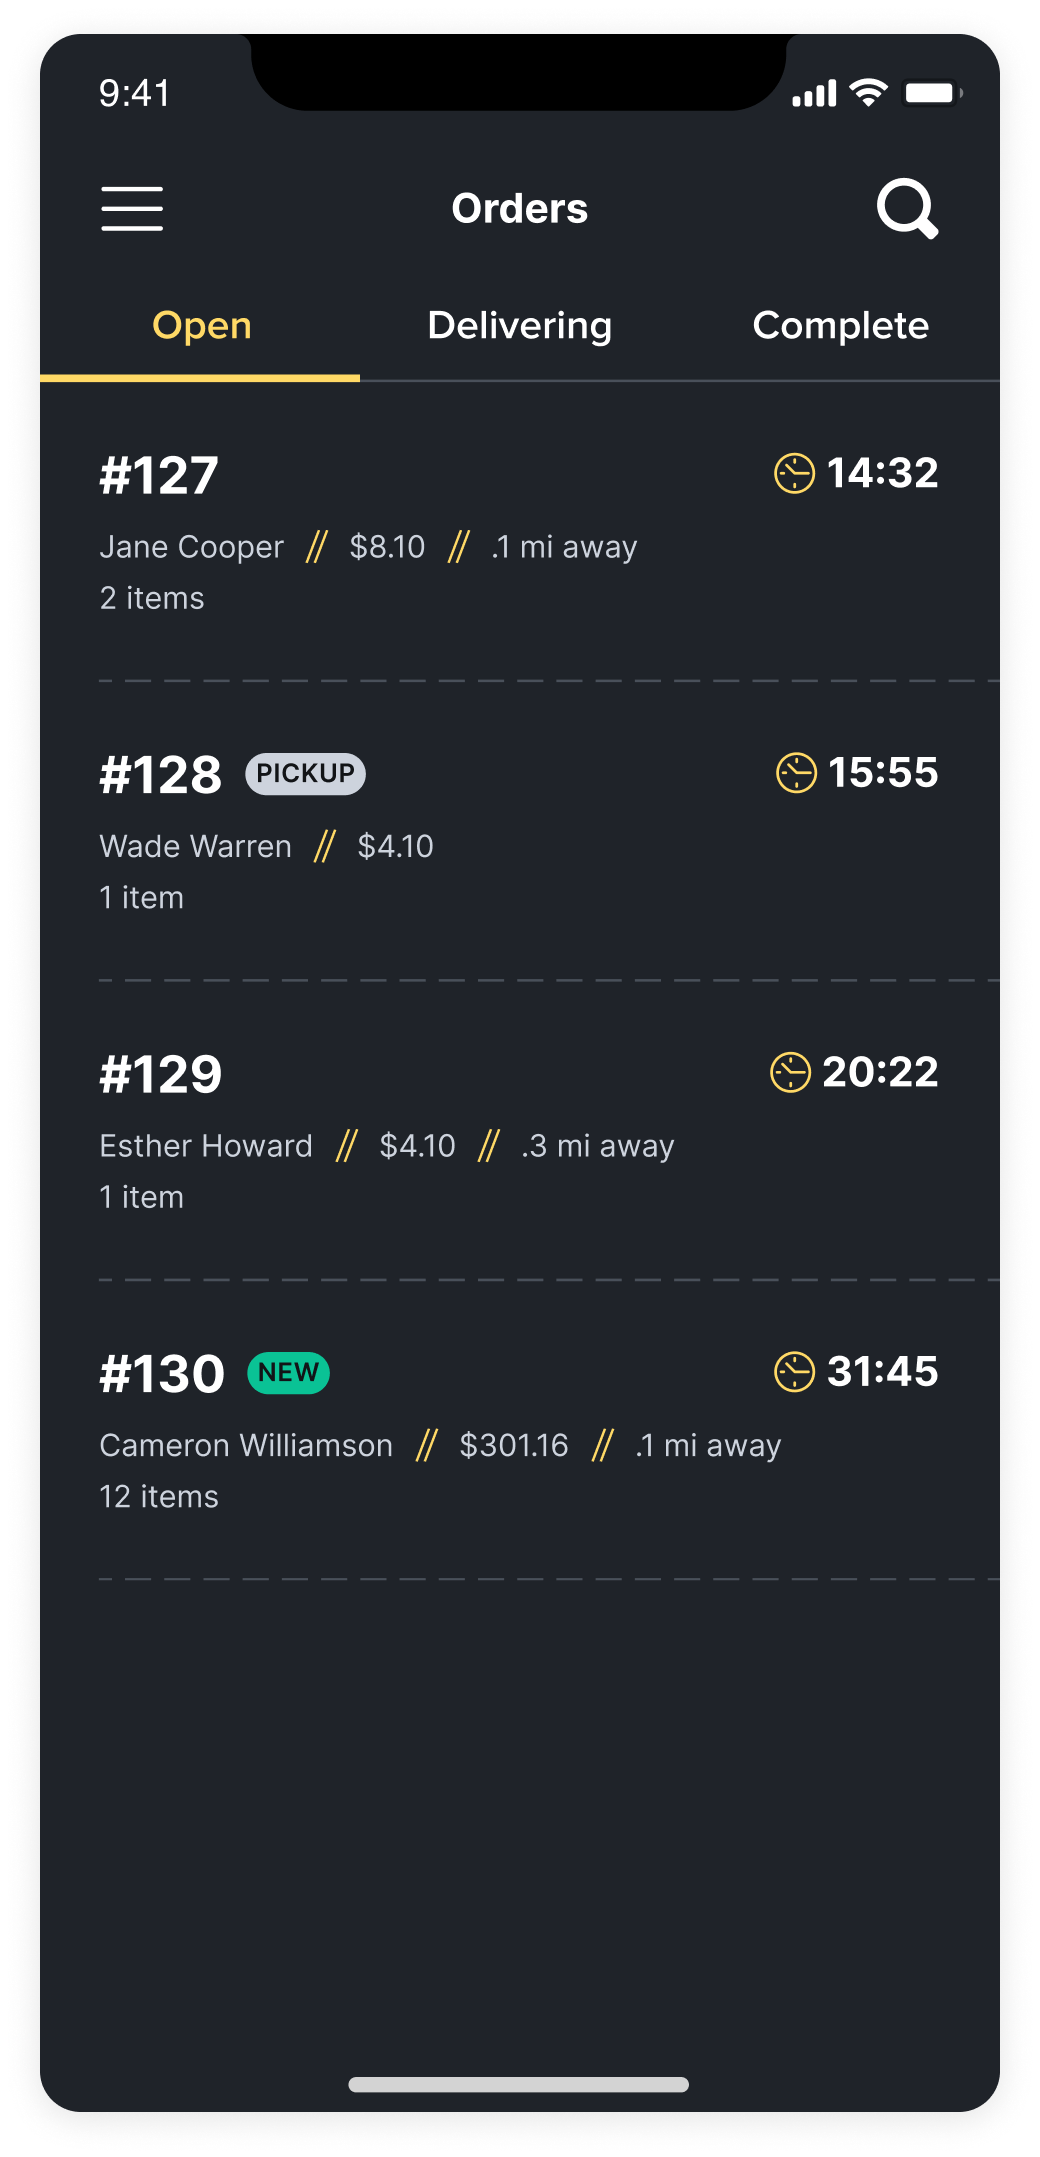 9:41
Orders
Open Delivering Complete
#127 14:32
Jane Cooper // $8.10 // .1 mi away
2 items
#128 PICKUP 15:55
Wade Warren // $4.10
1 item
#129 20:22
Esther Howard // $4.10 // .3 mi away
1 item
#130 NEW 31:45
Cameron Williamson // $301.16 // .1 mi away
12 items